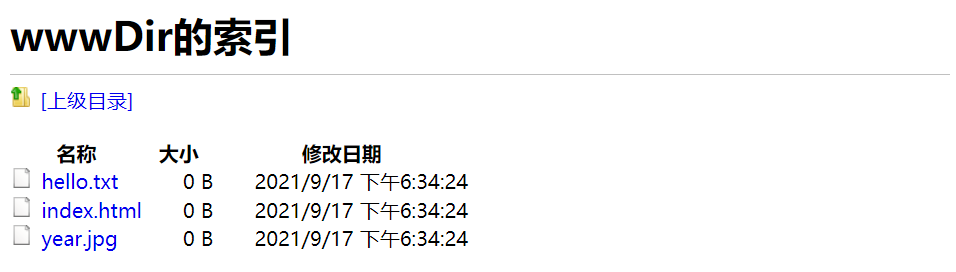 wwwDir的索引
[上级目录]
名称 大小 修改日期
hello.txt 0 B 2021/9/17 下午6:34:24
index.html 0 B 2021/9/17 下午6:34:24
year.jpg 0 B 2021/9/17 下午6:34:24